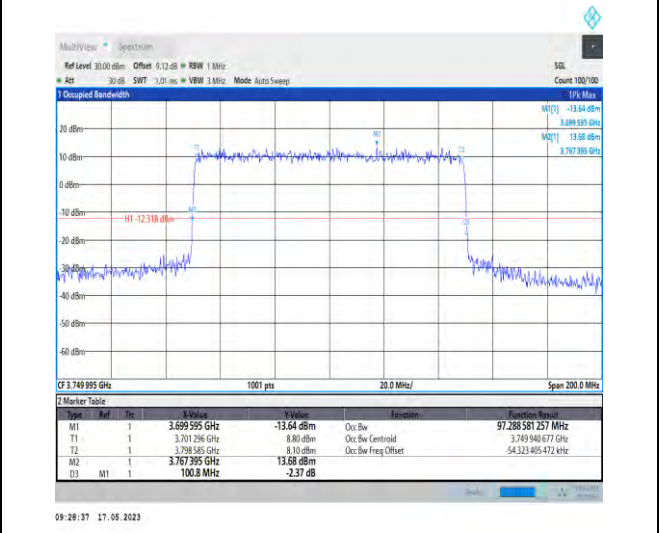 MultiView Spectrum
Ref Level 30.00 dBm Offset 9.12 dB RBW 1 MHz SGL
Att 30 dB SWT 1.01 ms VBW 3 MHz Mode Auto Sweep Count 100/100
1 Occupied Bandwidth 1Pk Max
M1[1] -13.64 dBm
3.699 595 GHz
M2[1] 13.68 dBm
3.767 395 GHz
20 dBm
M2
T1 T2
10 dBm
0 dBm
M1
-10 dBm
H1 -12.318 dBm
D3
-20 dBm
-30 dBm
-40 dBm
-50 dBm
-60 dBm
CF 3.749 995 GHz 1001 pts 20.0 MHz/ Span 200.0 MHz
2 Marker Table
Type Ref Trc X-Value Y-Value Function Function Result
M1 1 3.699 595 GHz -13.64 dBm Occ Bw 97.288 581 257 MHz
T1 1 3.701 296 GHz 8.80 dBm Occ Bw Centroid 3.749 940 677 GHz
T2 1 3.798 585 GHz 8.10 dBm Occ Bw Freq Offset -54.323 405 472 kHz
M2 1 3.767 395 GHz 13.68 dBm
D3 M1 1 100.8 MHz -2.37 dB
09:28:37 17.05.2023